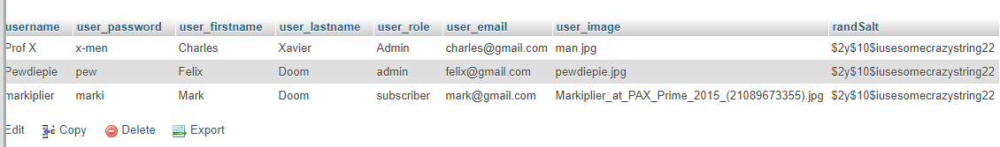 username user_password user_firstname user_lastname user_role user_email user_image randSalt
Prof X x-men Charles Xavier Admin charles@gmail.com man.jpg $2y$10$iusesomecrazystring22
Pewdiepie pew Felix Doom admin felix@gmail.com pewdiepie.jpg $2y$10$iusesomecrazystring22
markiplier marki Mark Doom subscriber mark@gmail.com Markiplier_at_PAX_Prime_2015_(21089673355).jpg $2y$10$iusesomecrazystring22
Edit Copy Delete Export